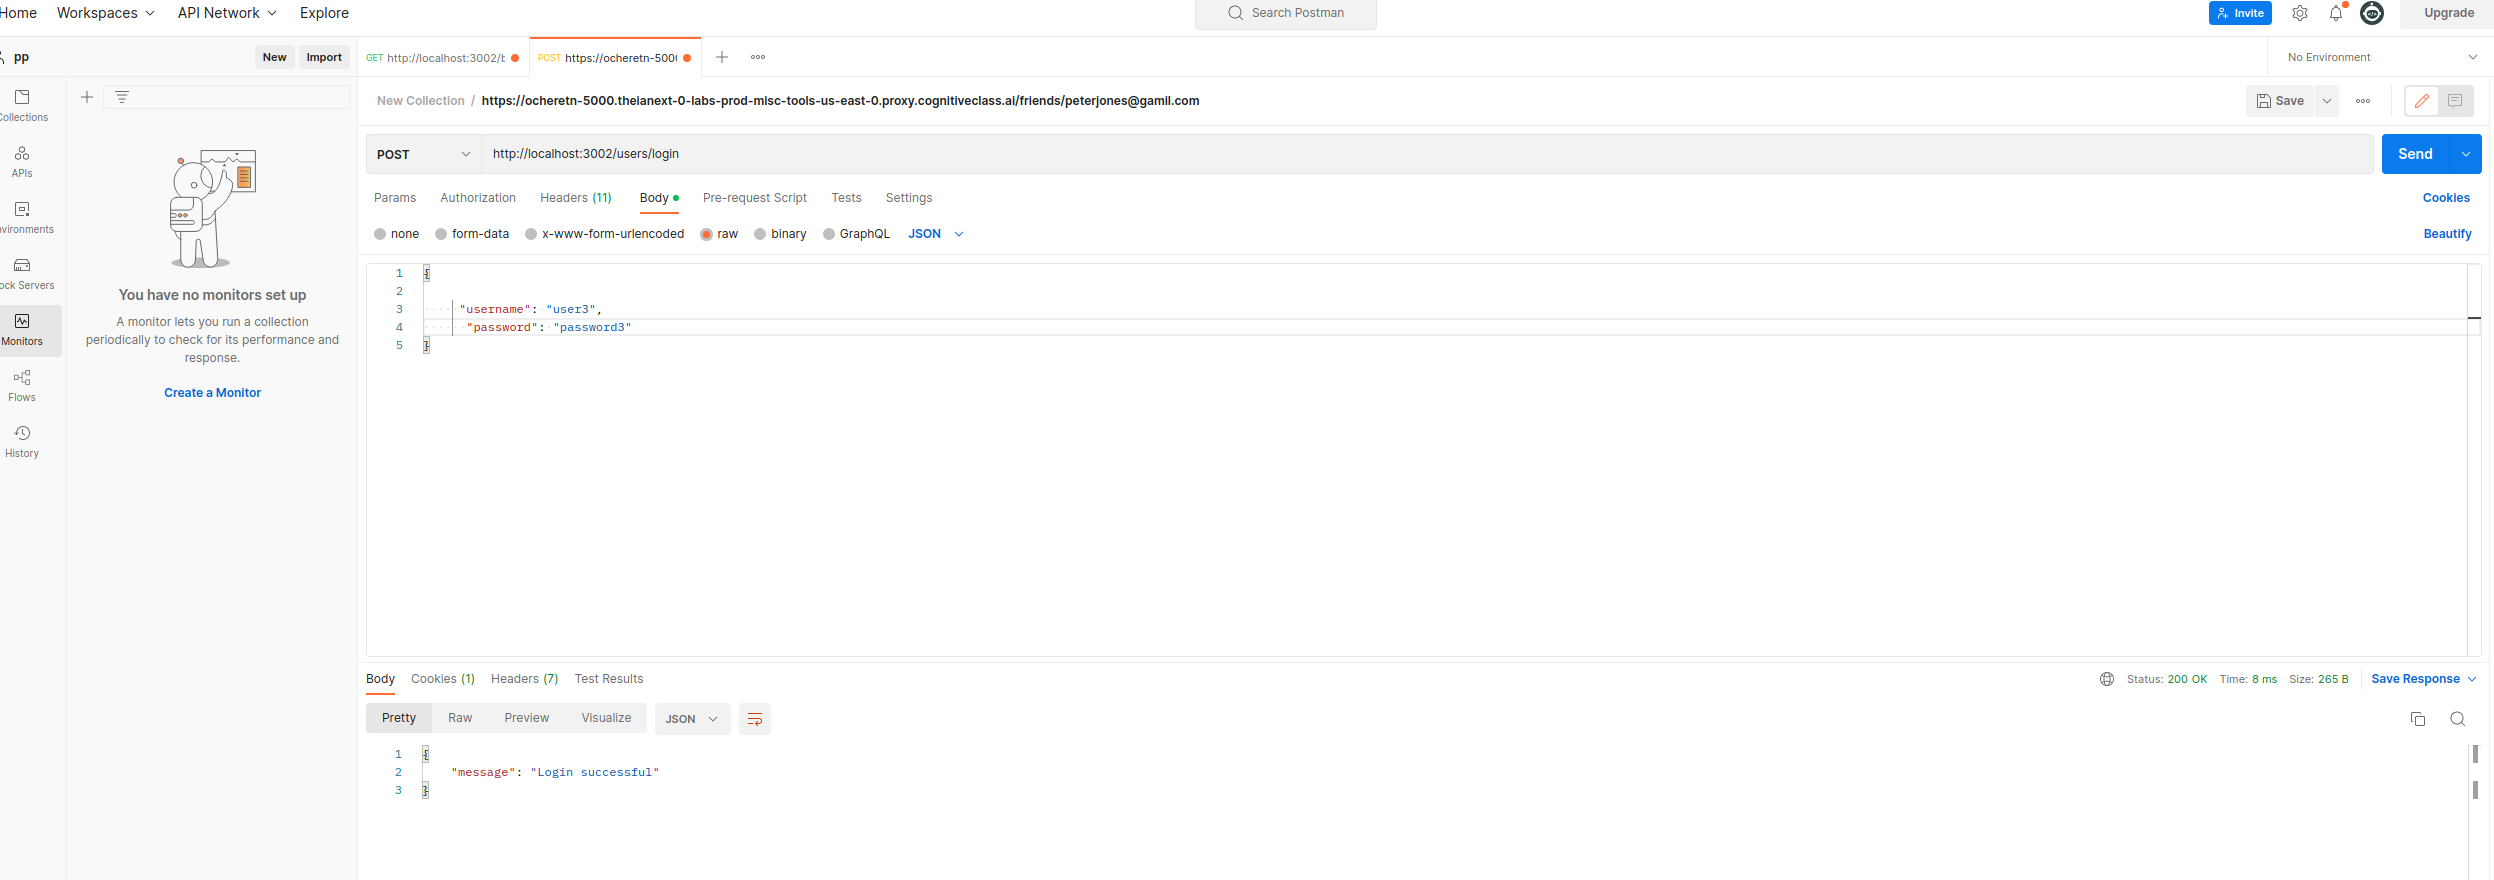 Home Workspaces API Network Explore Search Postman Invite Upgrade
pp New Import GET http://localhost:3002/b POST https://ocheretn-500 No Environment
New Collection / https://ocheretn-5000.theianext-0-labs-prod-misc-tools-us-east-0.proxy.cognitiveclass.ai/friends/peterjones@gamil.com Save
Collections
APIs
vironments
ock Servers
Monitors
Flows
History
You have no monitors set up
A monitor lets you run a collection
periodically to check for its performance and
response.
Create a Monitor
POST http://localhost:3002/users/login Send
Params Authorization Headers (11) Body Pre-request Script Tests Settings Cookies
none form-data x-www-form-urlencoded raw binary GraphQL JSON Beautify
1 {
2
3 "username": "user3",
4 "password": "password3"
5 }
Body Cookies (1) Headers (7) Test Results Status: 200 OK Time: 8 ms Size: 265 B Save Response
Pretty Raw Preview Visualize JSON
1 {
2 "message": "Login successful"
3 }